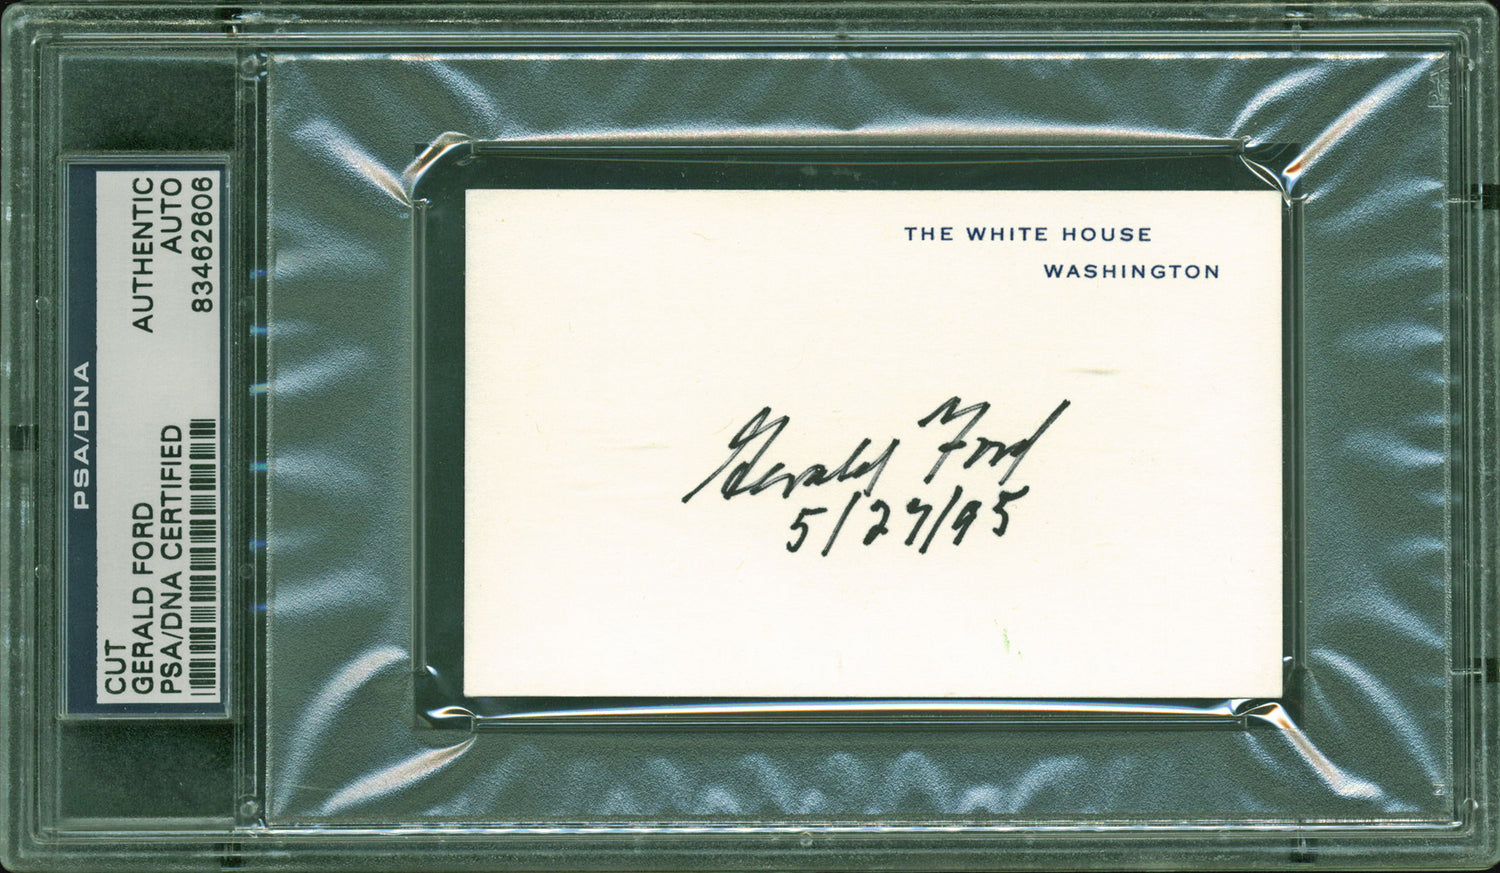 PSA/DNA
CUT
GERALD FORD
PSA/DNA CERTIFIED
AUTHENTIC
AUTO
83462606
THE WHITE HOUSE
WASHINGTON
Gerald Ford
5/27/95